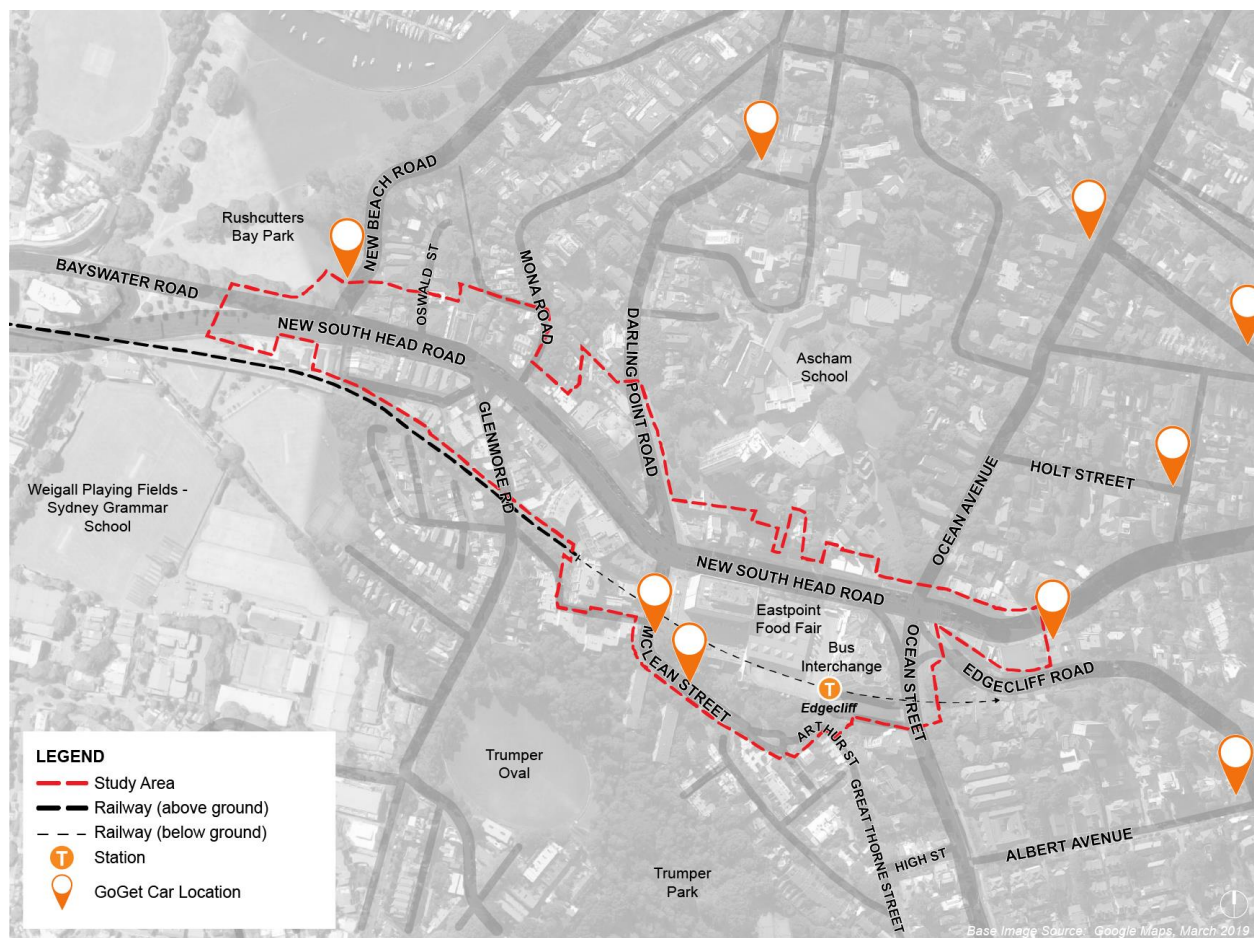 NEW BEACH ROAD
Rushcutters
Bay Park
BAYSWATER ROAD
OSWALD ST
MONA ROAD
NEW SOUTH HEAD ROAD
DARLING POINT ROAD
Ascham
School
GLENMORE RD
Weigall Playing Fields -
Sydney Grammar
School
HOLT STREET
OCEAN AVENUE
NEW SOUTH HEAD ROAD
Eastpoint
Food Fair
Bus
Interchange
MCLEAN STREET
T
Edgecliff
OCEAN STREET
EDGECLIFF ROAD
ARTHUR ST
Trumper
Oval
GREAT THORNE STREET
HIGH ST
ALBERT AVENUE
Trumper
Park
LEGEND
Study Area
Railway (above ground)
Railway (below ground)
T Station
GoGet Car Location
Base Image Source: Google Maps, March 2019